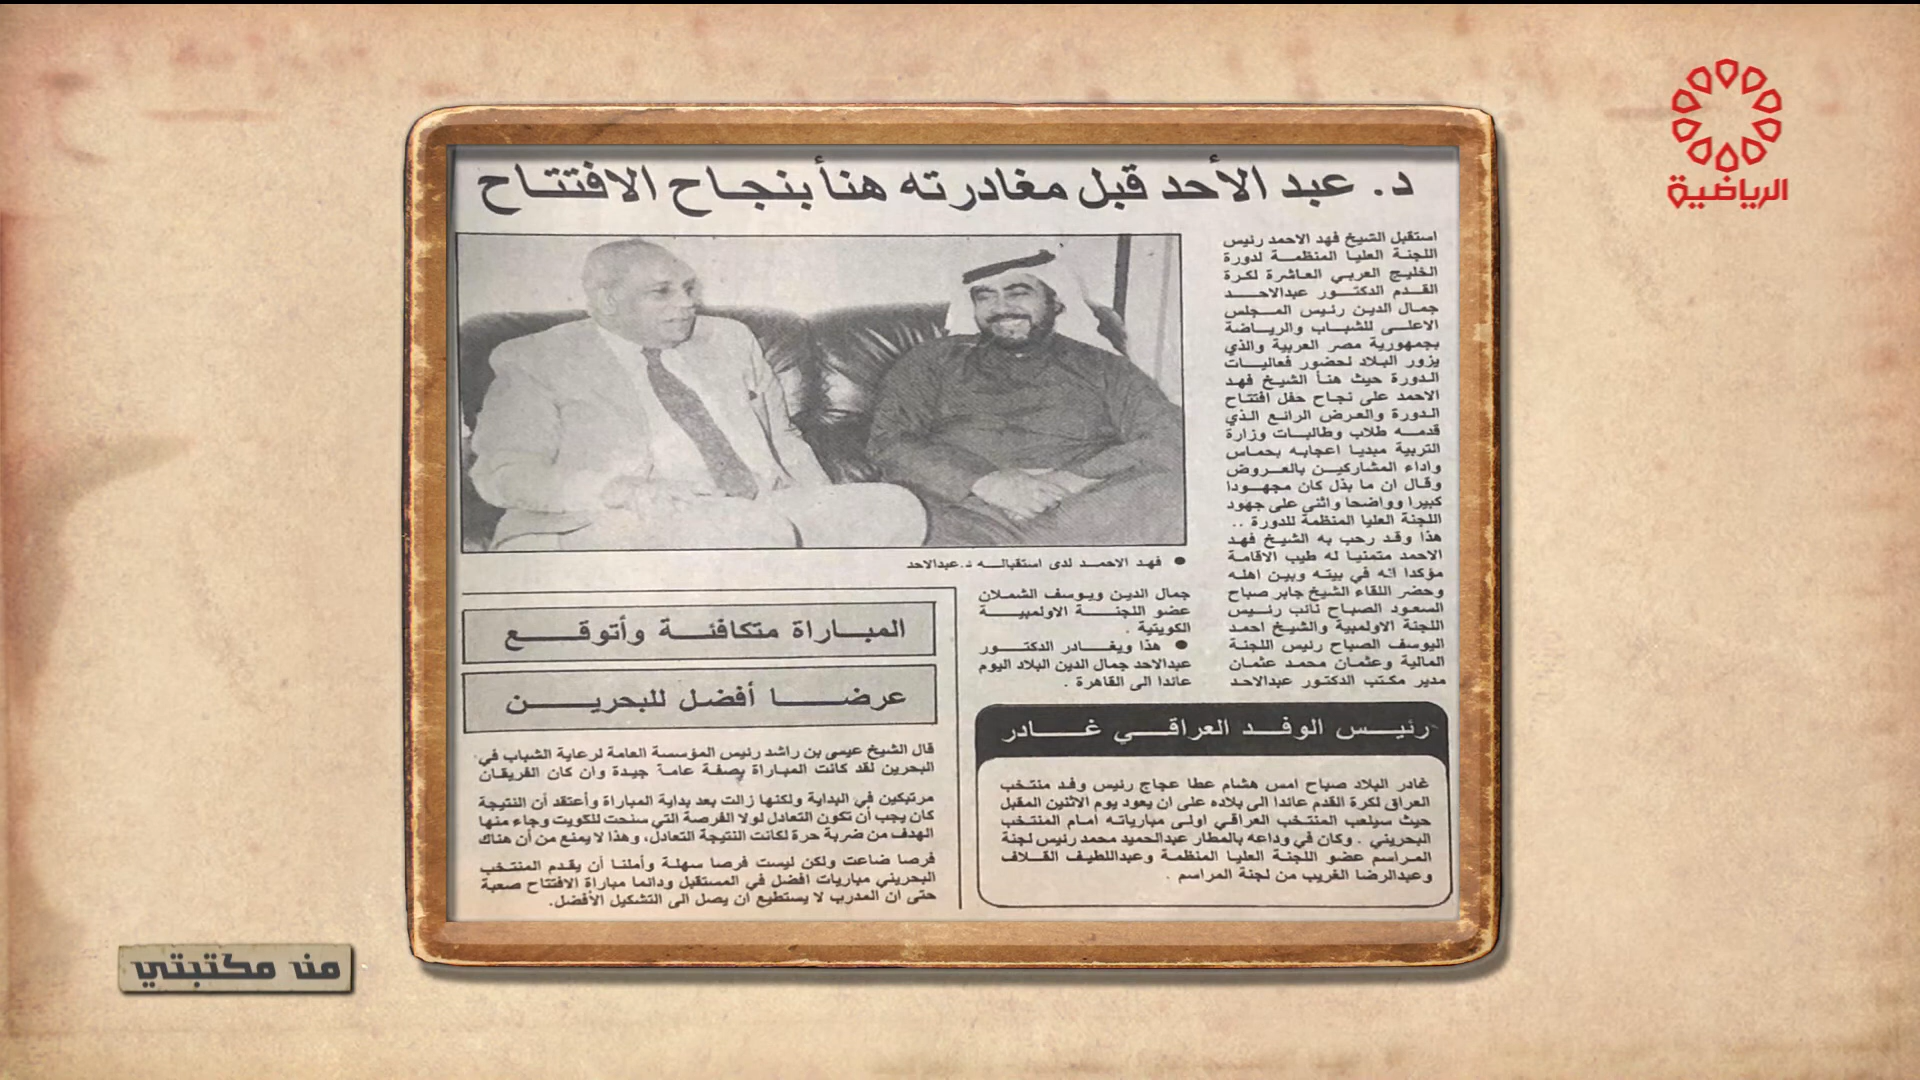 الرياضية
د. عبد الأحد قبل مغادرته هنأ بنجـاح الافتتـاح
استقبل الشيخ فهد الاحمد رئيس
اللجنة العليا المنظمة لدورة
الخليج العربي العاشرة لكرة
القدم الدكتور عبدالاحد
جمال الدين رئيس المجلس
الاعلى للشباب والرياضة
بجمهورية مصر العربية والذي
يزور البلاد لحضور فعاليات
الدورة حيث هنأ الشيخ فهد
الاحمد على نجاح حفل افتتاح
الدورة والعرض الرائع الذي
قدمه طلاب وطالبات وزارة
التربية مبديا اعجابه بحماس
واداء المشاركين بالعروض
وقال ان ما بذل كان مجهودا
كبيرا وواضحا واثنى على جهود
اللجنة العليا المنظمة للدورة ..
هذا وقد رحب به الشيخ فهد
الاحمد متمنيا له طيب الاقامة
مؤكدا انه في بيته وبين اهله
وحضر اللقاء الشيخ جابر صباح
السعود الصباح نائب رئيس
اللجنة الاولمبية والشيخ احمد
اليوسف الصباح رئيس اللجنة
المالية وعثمان محمد عثمان
مدير مكتب الدكتور عبدالاحد
● فهد الاحمد لدى استقباله د.عبدالاحد
جمال الدين ويوسف الشملان
عضو اللجنة الاولمبية
الكويتية .
● هذا ويغادر الدكتور
عبدالاحد جمال الدين البلاد اليوم
عائدا الى القاهرة .
رئيس الوفد العراقي غادر
غادر البلاد صباح امس هشام عطا عجاج رئيس وفد منتخب
العراق لكرة القدم عائدا الى بلاده على ان يعود يوم الاثنين المقبل
حيث سيلعب المنتخب العراقي اولى مبارياته امام المنتخب
البحريني . وكان في وداعه بالمطار عبدالحميد محمد رئيس لجنة
المراسم عضو اللجنة العليا المنظمة وعبداللطيف القلاف
وعبدالرضا الغريب من لجنة المراسم .
المباراة متكافئة وأتوقع
عرضا أفضل للبحرين
قال الشيخ عيسى بن راشد رئيس المؤسسة العامة لرعاية الشباب في
البحرين لقد كانت المباراة بصفة عامة جيدة وان كان الفريقان
مرتبكين في البداية ولكنها زالت بعد بداية المباراة وأعتقد أن النتيجة
كان يجب أن تكون التعادل لولا الفرصة التي سنحت للكويت وجاء منها
الهدف من ضربة حرة لكانت النتيجة التعادل، وهذا لا يمنع من أن هناك
فرصا ضاعت ولكن ليست فرصا سهلة وأملنا أن يقدم المنتخب
البحريني مباريات افضل في المستقبل ودائما مباراة الافتتاح صعبة
حتى ان المدرب لا يستطيع ان يصل الى التشكيل الأفضل.
من مكتبتي